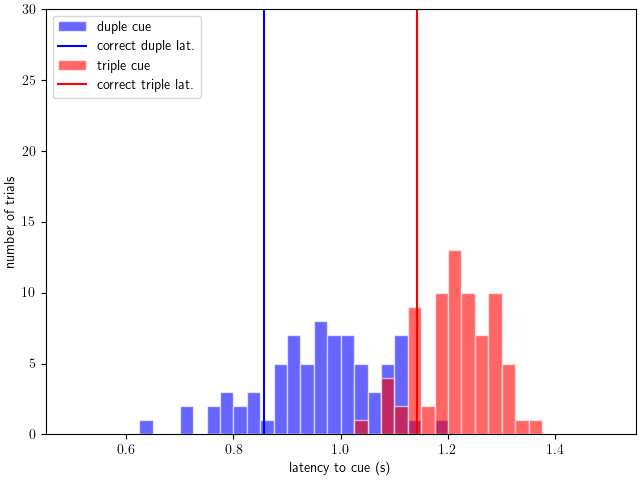 30
25
20
15
10
5
0
number of trials
duple cue
correct duple lat.
triple cue
correct triple lat.
0.6 0.8 1.0 1.2 1.4
latency to cue (s)